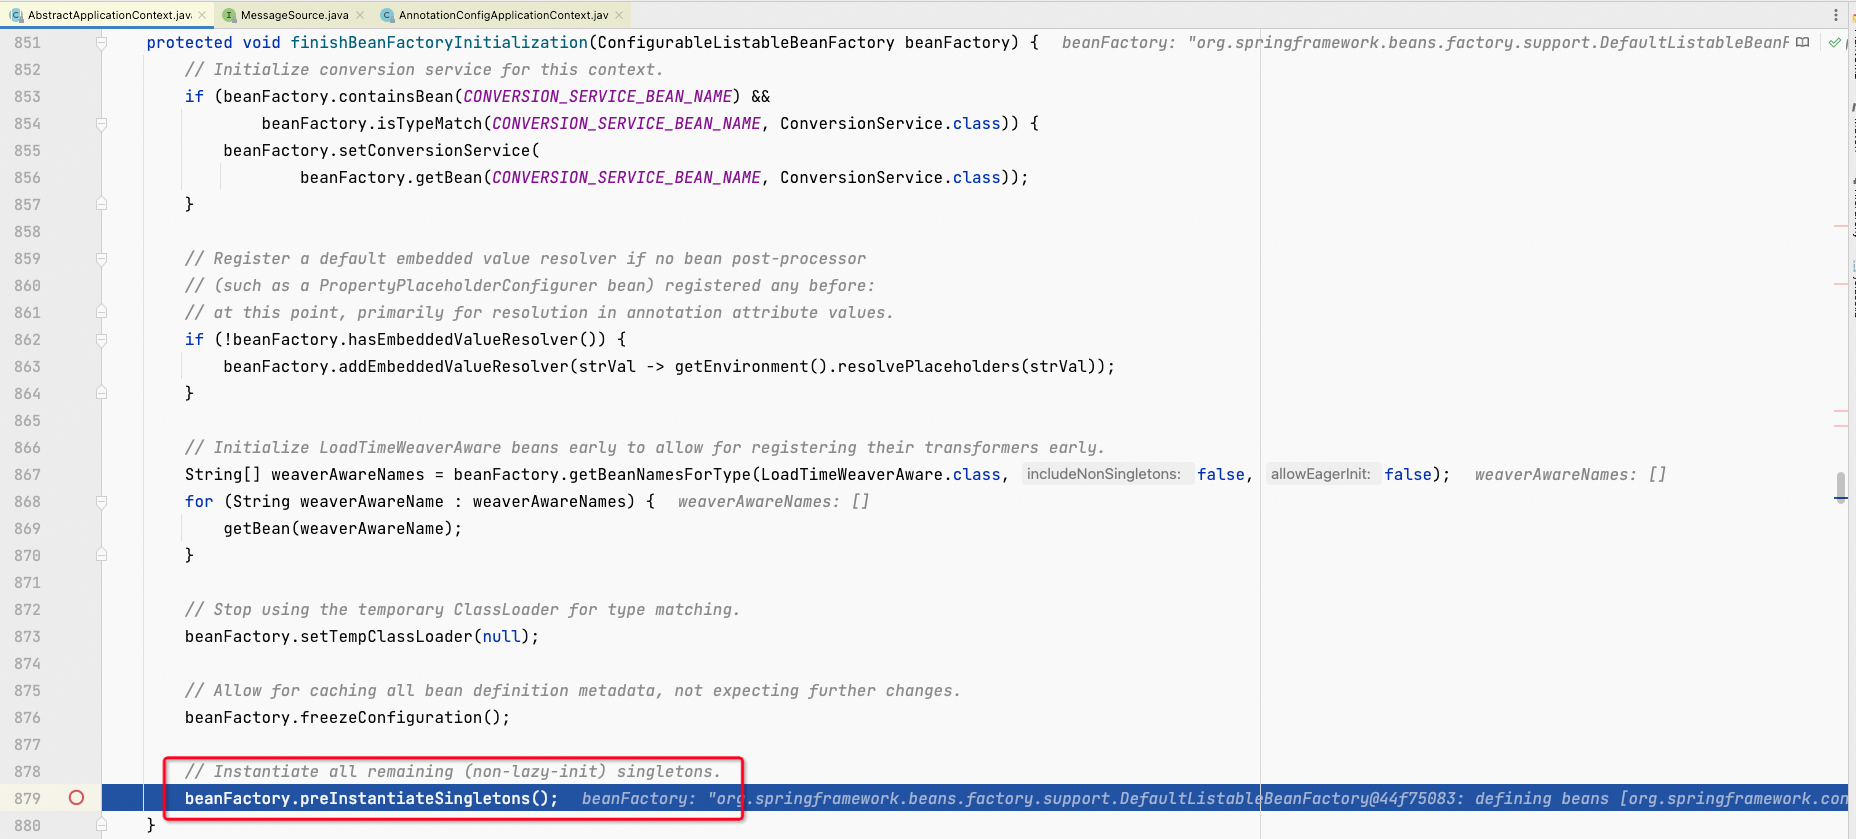 AbstractApplicationContext.java
MessageSource.java
AnnotationConfigApplicationContext.jav
851 protected void finishBeanFactoryInitialization(ConfigurableListableBeanFactory beanFactory) { beanFactory: "org.springframework.beans.factory.support.DefaultListableBeanF
852 // Initialize conversion service for this context.
853 if (beanFactory.containsBean(CONVERSION_SERVICE_BEAN_NAME) &&
854 beanFactory.isTypeMatch(CONVERSION_SERVICE_BEAN_NAME, ConversionService.class)) {
855 beanFactory.setConversionService(
856 beanFactory.getBean(CONVERSION_SERVICE_BEAN_NAME, ConversionService.class));
857 }
858
859 // Register a default embedded value resolver if no bean post-processor
860 // (such as a PropertyPlaceholderConfigurer bean) registered any before:
861 // at this point, primarily for resolution in annotation attribute values.
862 if (!beanFactory.hasEmbeddedValueResolver()) {
863 beanFactory.addEmbeddedValueResolver(strVal -> getEnvironment().resolvePlaceholders(strVal));
864 }
865
866 // Initialize LoadTimeWeaverAware beans early to allow for registering their transformers early.
867 String[] weaverAwareNames = beanFactory.getBeanNamesForType(LoadTimeWeaverAware.class, includeNonSingletons: false, allowEagerInit: false); weaverAwareNames: []
868 for (String weaverAwareName : weaverAwareNames) { weaverAwareNames: []
869 getBean(weaverAwareName);
870 }
871
872 // Stop using the temporary ClassLoader for type matching.
873 beanFactory.setTempClassLoader(null);
874
875 // Allow for caching all bean definition metadata, not expecting further changes.
876 beanFactory.freezeConfiguration();
877
878 // Instantiate all remaining (non-lazy-init) singletons.
879 beanFactory.preInstantiateSingletons(); beanFactory: "org.springframework.beans.factory.support.DefaultListableBeanFactory@44f75083: defining beans [org.springframework.con
880 }